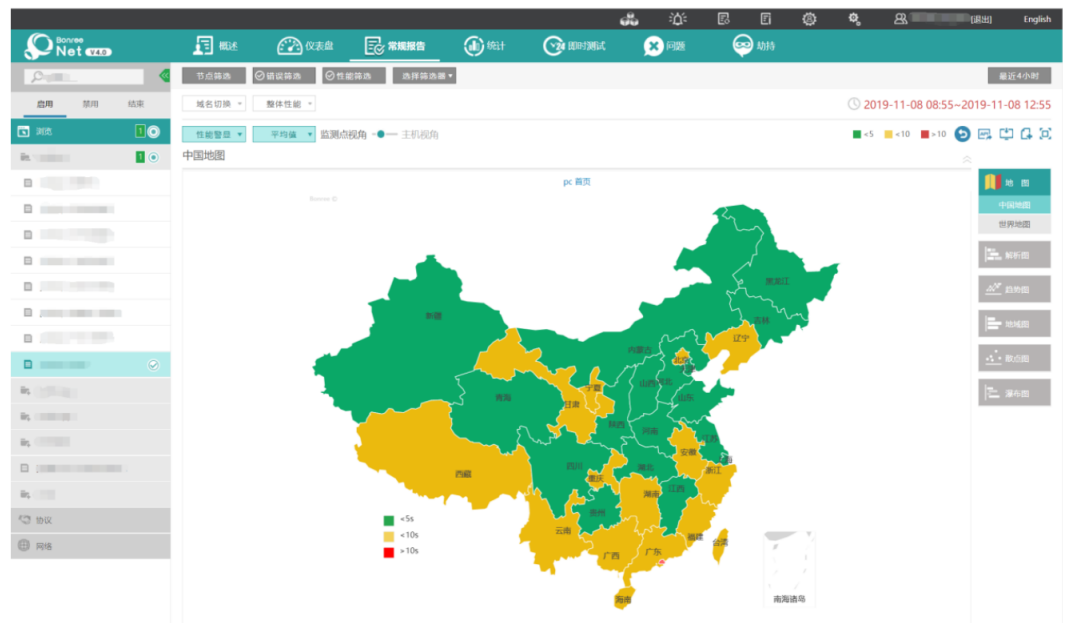 [退出] English
Bonree
Net V4.0
概述 仪表盘 常规报告 统计 即时测试 问题 劫持
节点筛选 错误筛选 性能筛选 选择筛选器 最近4小时
启用 禁用 结束
域名切换 整体性能 2019-11-08 08:55~2019-11-08 12:55
浏览 1
性能警戒 平均值 监测点视角 主机视角 <5 <10 >10
1
中国地图
pc 首页
地 图
中国地图
世界地图
解析图
趋势图
地域图
散点图
瀑布图
黑龙江
新疆
吉林
辽宁
内蒙古
北京
山西
河北
宁夏
青海
山东
甘肃
陕西
河南
江苏
安徽
四川
湖北
浙江
西藏
重庆
江西
湖南
贵州
云南
福建
台湾
广西
广东
海南
<5s
<10s
>10s
协议
网络
南海诸岛